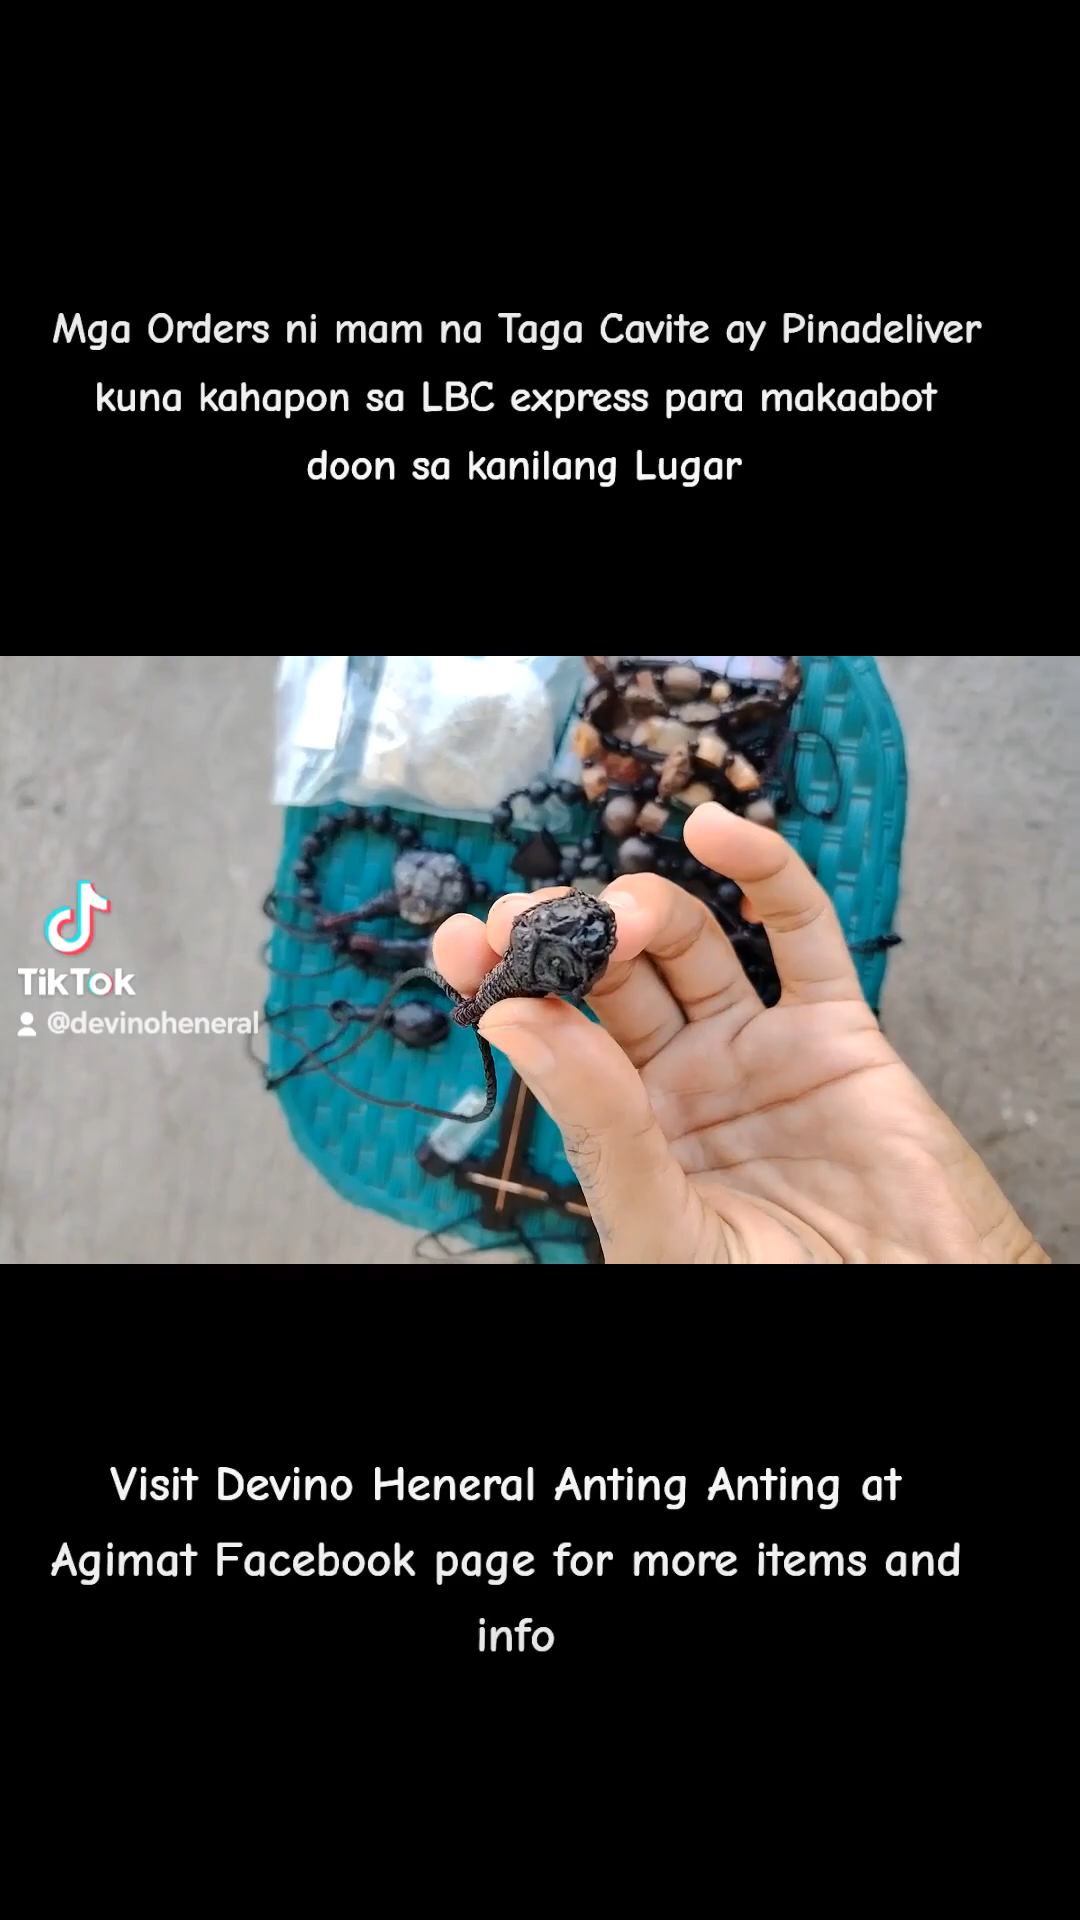 Mga Orders ni mam na Taga Cavite ay Pinadeliver
kuna kahapon sa LBC express para makaabot
doon sa kanilang Lugar
TikTok
@devinoheneral
Visit Devino Heneral Anting Anting at
Agimat Facebook page for more items and
info